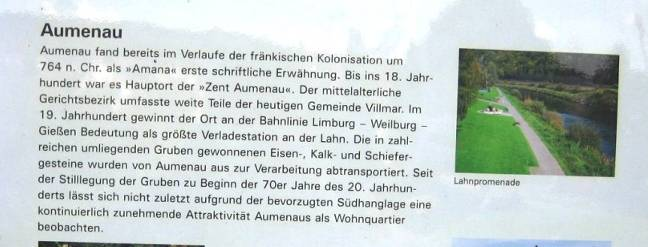 Aumenau
Aumenau fand bereits im Verlaufe der fränkischen Kolonisation um
764 n. Chr. als »Amana« erste schriftliche Erwähnung. Bis ins 18. Jahr-
hundert war es Hauptort der »Zent Aumenau«. Der mittelalterliche
Gerichtsbezirk umfasste weite Teile der heutigen Gemeinde Villmar. Im
19. Jahrhundert gewinnt der Ort an der Bahnlinie Limburg – Weilburg –
Gießen Bedeutung als größte Verladestation an der Lahn. Die in zahl-
reichen umliegenden Gruben gewonnenen Eisen-, Kalk- und Schiefer-
gesteine wurden von Aumenau aus zur Verarbeitung abtransportiert. Seit
der Stilllegung der Gruben zu Beginn der 70er Jahre des 20. Jahrhun-
derts lässt sich nicht zuletzt aufgrund der bevorzugten Südhanglage eine
kontinuierlich zunehmende Attraktivität Aumenaus als Wohnquartier
beobachten.
Lahnpromenade